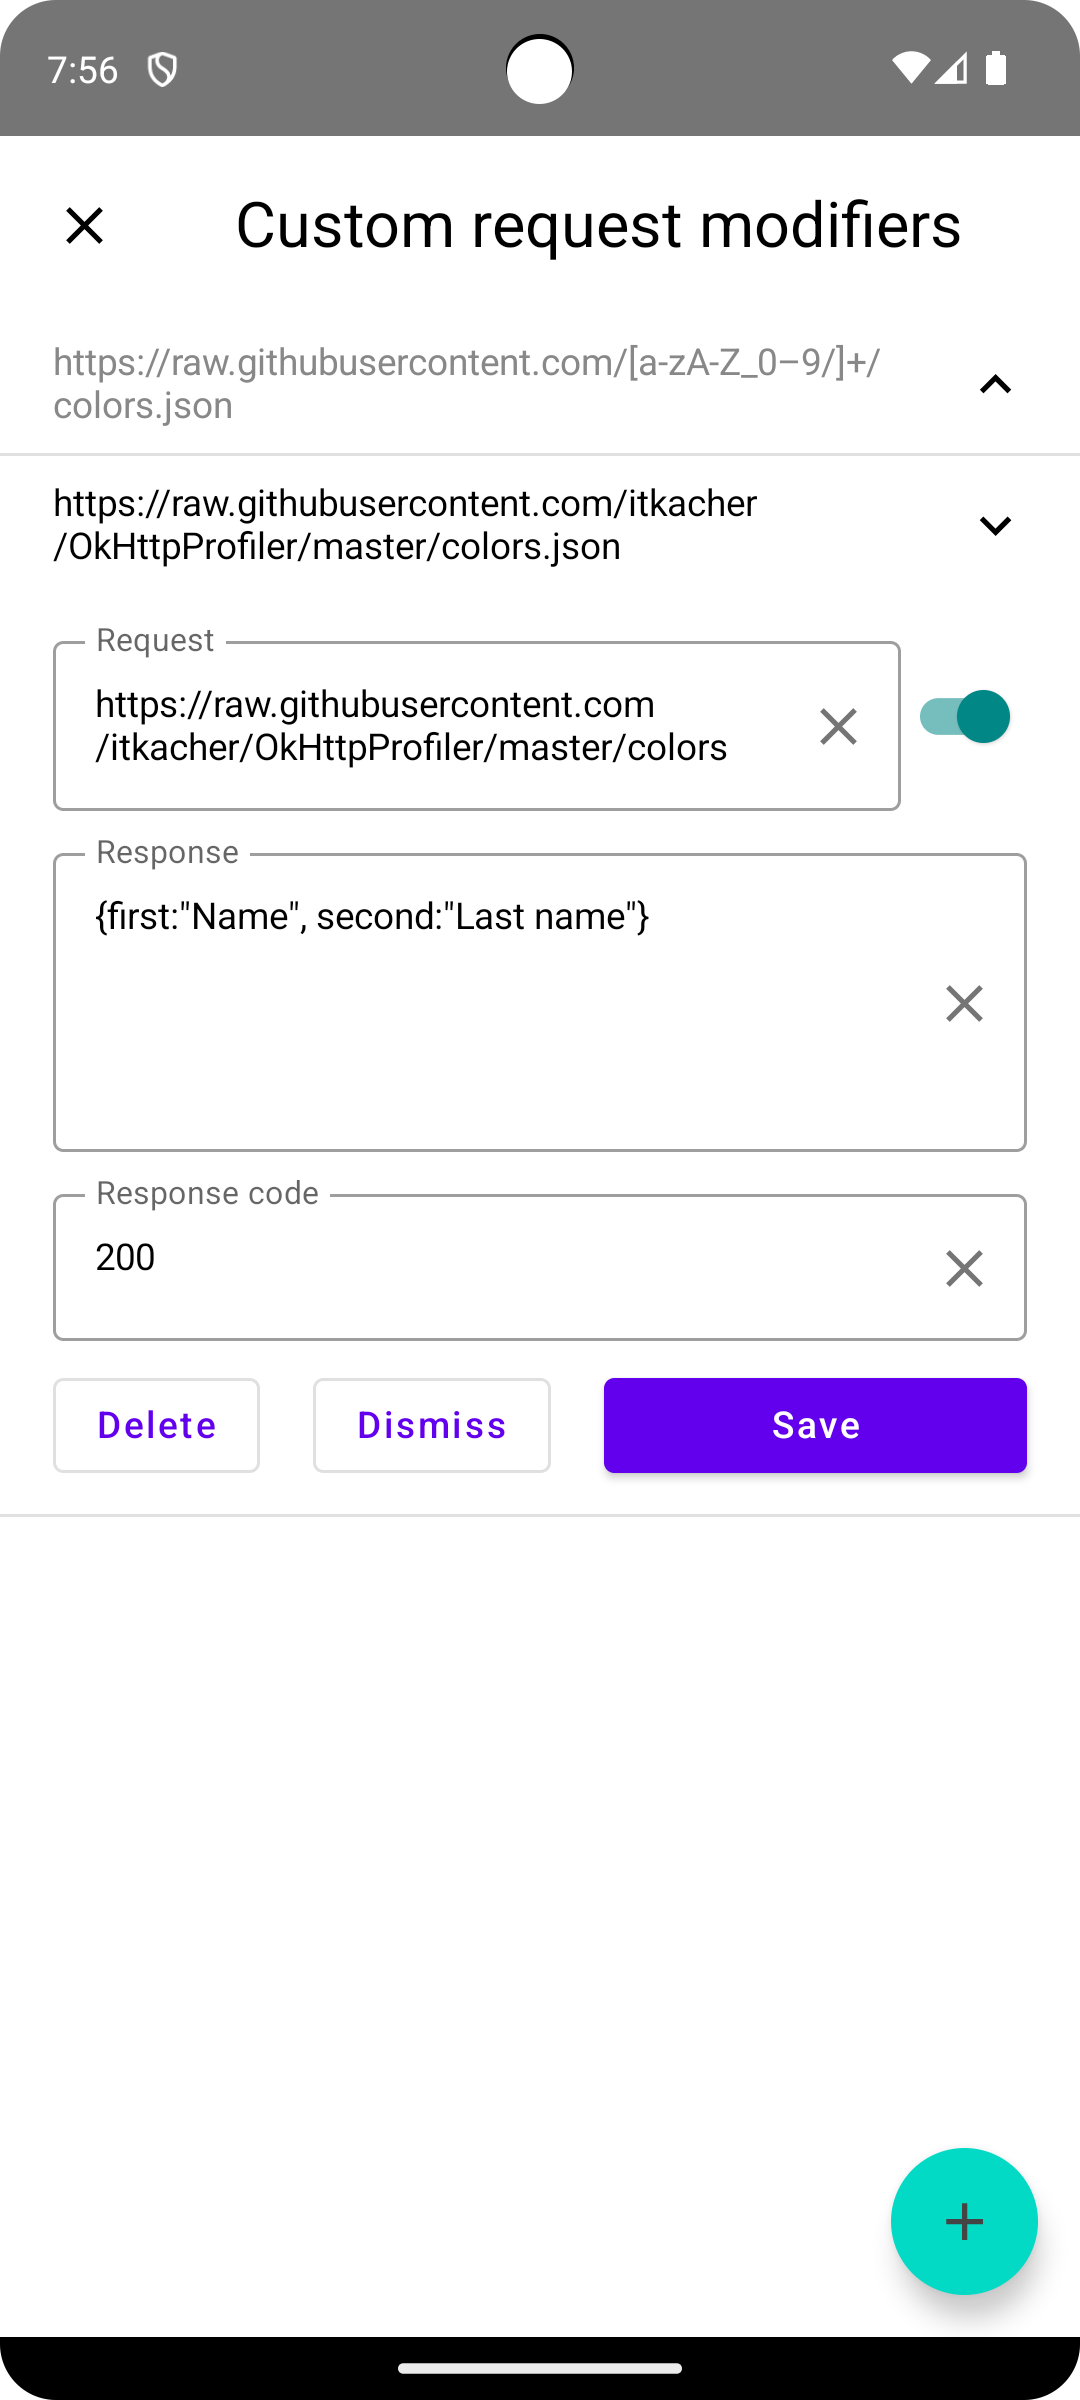 7:56
Custom request modifiers
https://raw.githubusercontent.com/[a-zA-Z_0–9/]+/
colors.json
https://raw.githubusercontent.com/itkacher
/OkHttpProfiler/master/colors.json
Request
https://raw.githubusercontent.com
/itkacher/OkHttpProfiler/master/colors
Response
{first:"Name", second:"Last name"}
Response code
200
Delete Dismiss Save